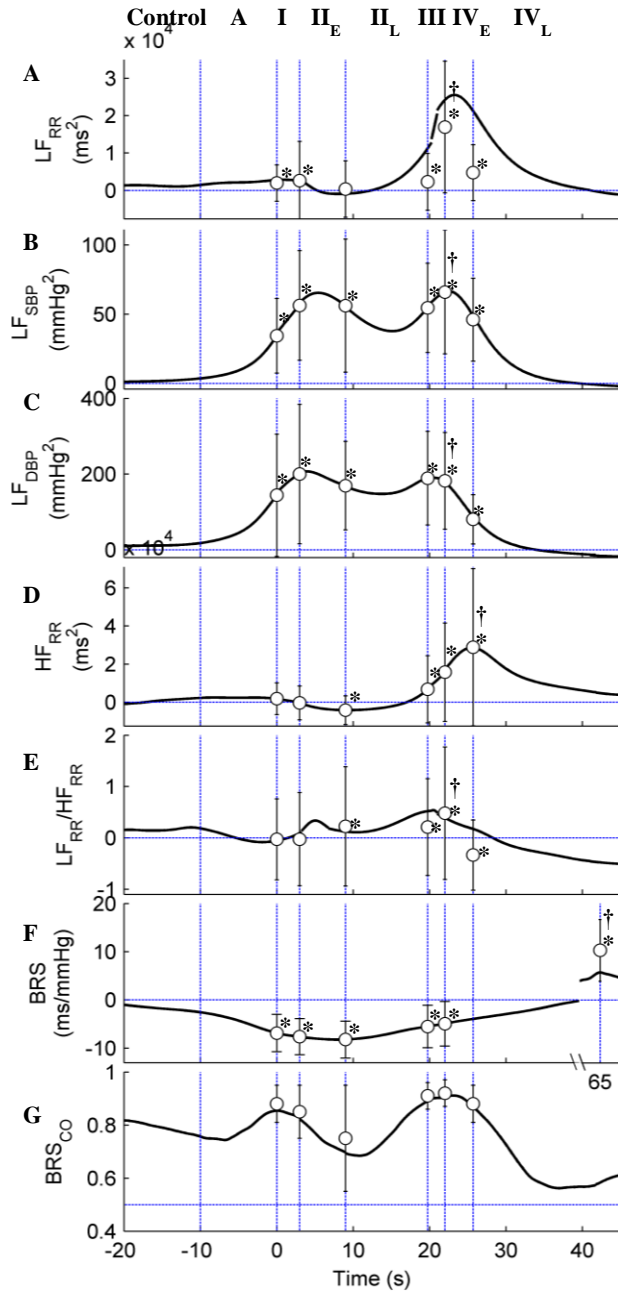 Control A I II_E II_L III IV_E IV_L
x 10^4
A
LF_RR
(ms^2)
3
2
1
0
†
* * * * *
B
LF_SBP
(mmHg^2)
100
50
0
†
* * * * * *
C
LF_DBP
(mmHg^2)
400
200
0
†
* * * * * *
x 10^4
D
HF_RR
(ms^2)
6
4
2
0
†
* * * *
E
LF_RR/HF_RR
2
1
0
-1
†
* * * *
F
BRS
(ms/mmHg)
20
10
0
-10
†
* * * * * *
65
G
BRS_CO
1
0.8
0.6
0.4
-20 -10 0 10 20 30 40
Time (s)